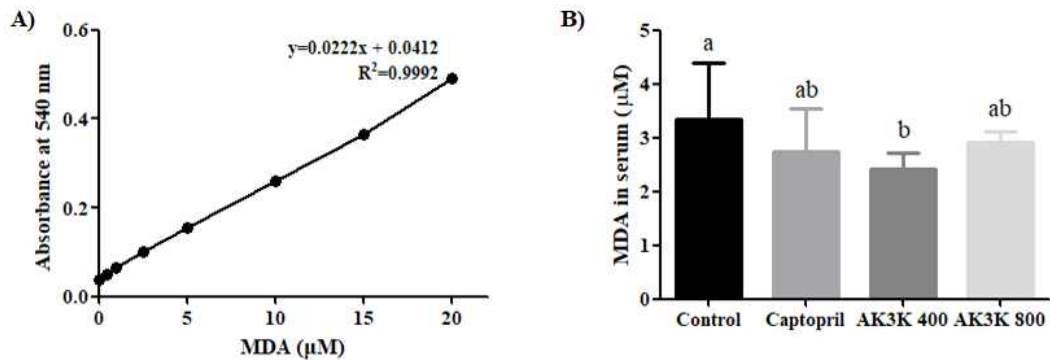 A)
Absorbance at 540 nm
0.6
0.4
0.2
0.0
y=0.0222x + 0.0412
R²=0.9992
0 5 10 15 20
MDA (μM)
B)
MDA in serum (μM)
5
4
3
2
1
0
a
ab
b
ab
Control Captopril AK3K 400 AK3K 800